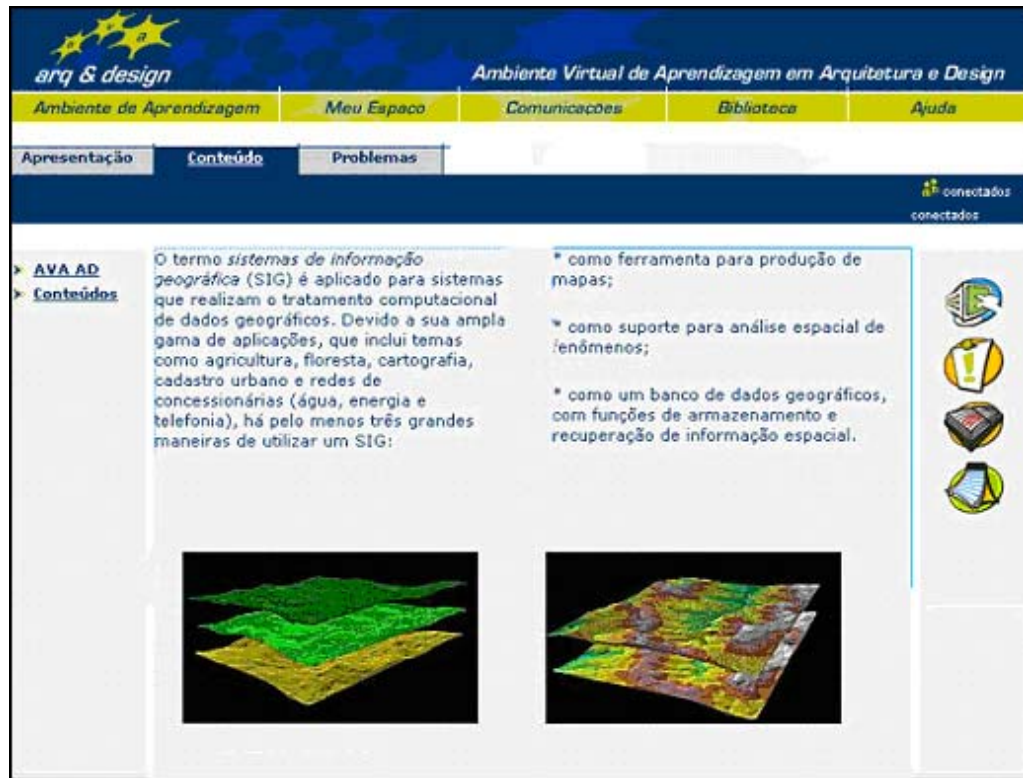 arq & design
Ambiente Virtual de Aprendizagem em Arquitetura e Design
Ambiente de Aprendizagem
Meu Espaço
Comunicações
Biblioteca
Ajuda
Apresentação
Conteúdo
Problemas
conectados
conectados
AVA AD
Conteúdos
O termo sistemas de informação
geográfica (SIG) é aplicado para sistemas
que realizam o tratamento computacional
de dados geográficos. Devido a sua ampla
gama de aplicações, que inclui temas
como agricultura, floresta, cartografia,
cadastro urbano e redes de
concessionárias (água, energia e
telefonia), há pelo menos três grandes
maneiras de utilizar um SIG:
* como ferramenta para produção de
mapas;
* como suporte para análise espacial de
fenômenos;
* como um banco de dados geográficos,
com funções de armazenamento e
recuperação de informação espacial.